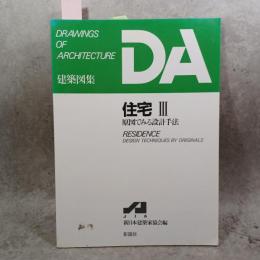 DRAWINGS
OF
ARCHITECTURE
DA
建築図集
住宅 III
原図でみる設計手法
RESIDENCE
DESIGN TECHNIQUES BY ORIGINALS
JIA
新日本建築家協会編
彰国社